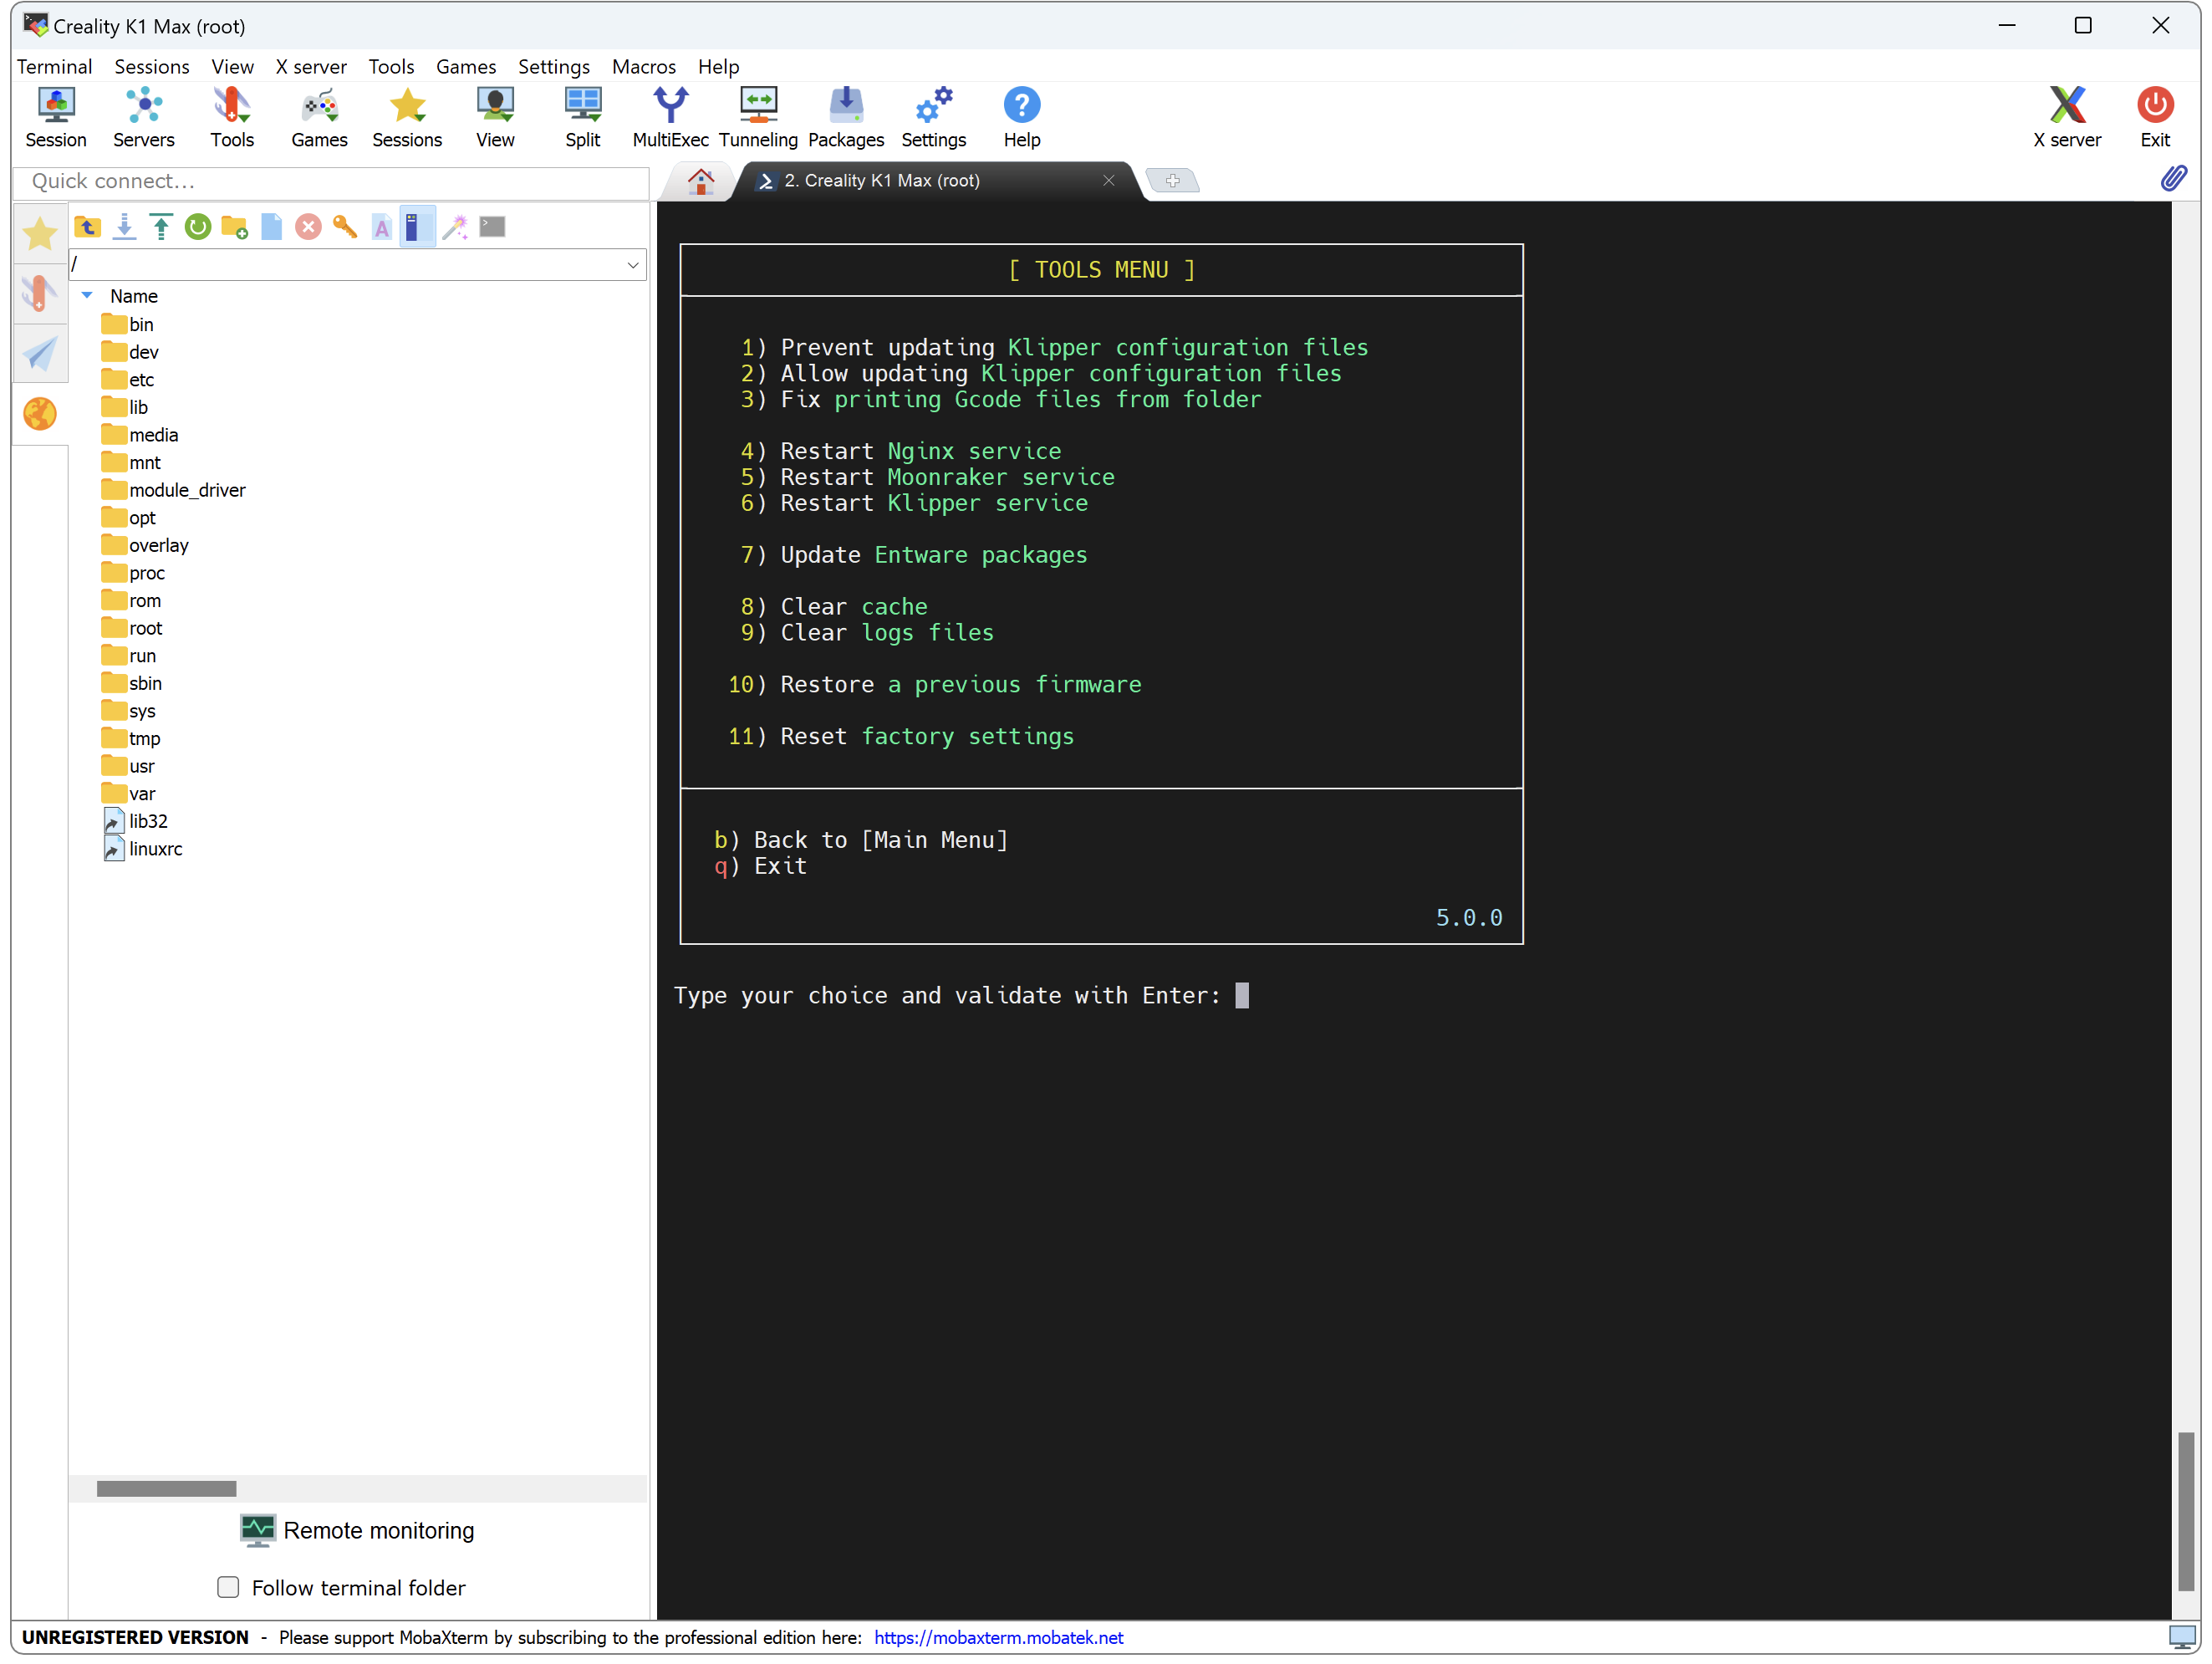 Creality K1 Max (root)
Terminal Sessions View X server Tools Games Settings Macros Help
Session Servers Tools Games Sessions View Split MultiExec Tunneling Packages Settings Help X server Exit
Quick connect...
2. Creality K1 Max (root)
/
Name
bin
dev
etc
lib
media
mnt
module_driver
opt
overlay
proc
rom
root
run
sbin
sys
tmp
usr
var
lib32
linuxrc
Remote monitoring
Follow terminal folder
[ TOOLS MENU ]
1) Prevent updating Klipper configuration files
2) Allow updating Klipper configuration files
3) Fix printing Gcode files from folder
4) Restart Nginx service
5) Restart Moonraker service
6) Restart Klipper service
7) Update Entware packages
8) Clear cache
9) Clear logs files
10) Restore a previous firmware
11) Reset factory settings
b) Back to [Main Menu]
q) Exit
5.0.0
Type your choice and validate with Enter:
UNREGISTERED VERSION - Please support MobaXterm by subscribing to the professional edition here: https://mobaxterm.mobatek.net